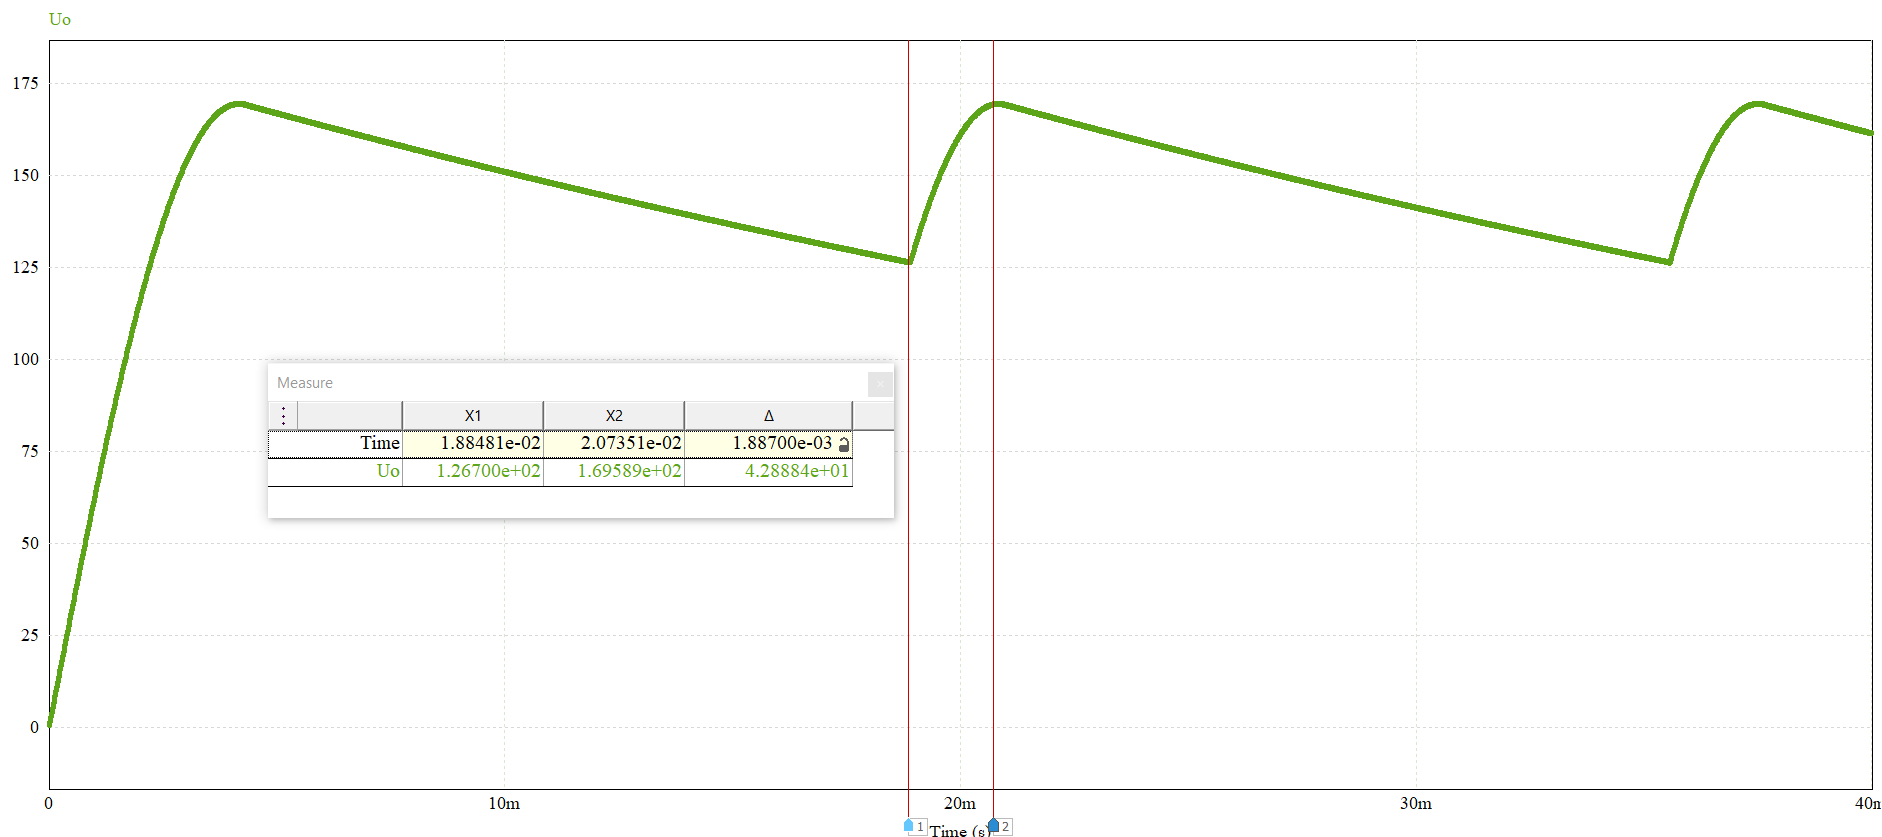 Uo
175
150
125
100
75
50
25
0
Measure
X1 X2 Δ
Time 1.88481e-02 2.07351e-02 1.88700e-03
Uo 1.26700e+02 1.69589e+02 4.28884e+01
0 10m 20m 30m 40m
1 Time (s) 2